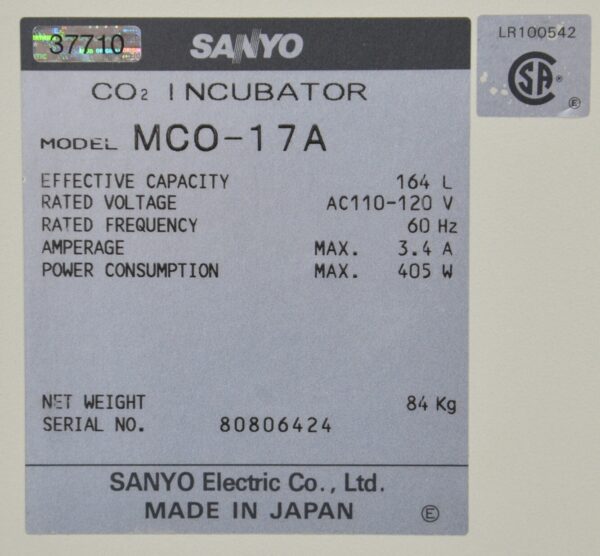 37710
SANYO
LR100542
CO2 INCUBATOR
MODEL MCO-17A
EFFECTIVE CAPACITY 164 L
RATED VOLTAGE AC110-120 V
RATED FREQUENCY 60 Hz
AMPERAGE MAX. 3.4 A
POWER CONSUMPTION MAX. 405 W
NET WEIGHT 84 Kg
SERIAL NO. 80806424
SANYO Electric Co., Ltd.
MADE IN JAPAN Ⓔ
CSA ® Ⓔ